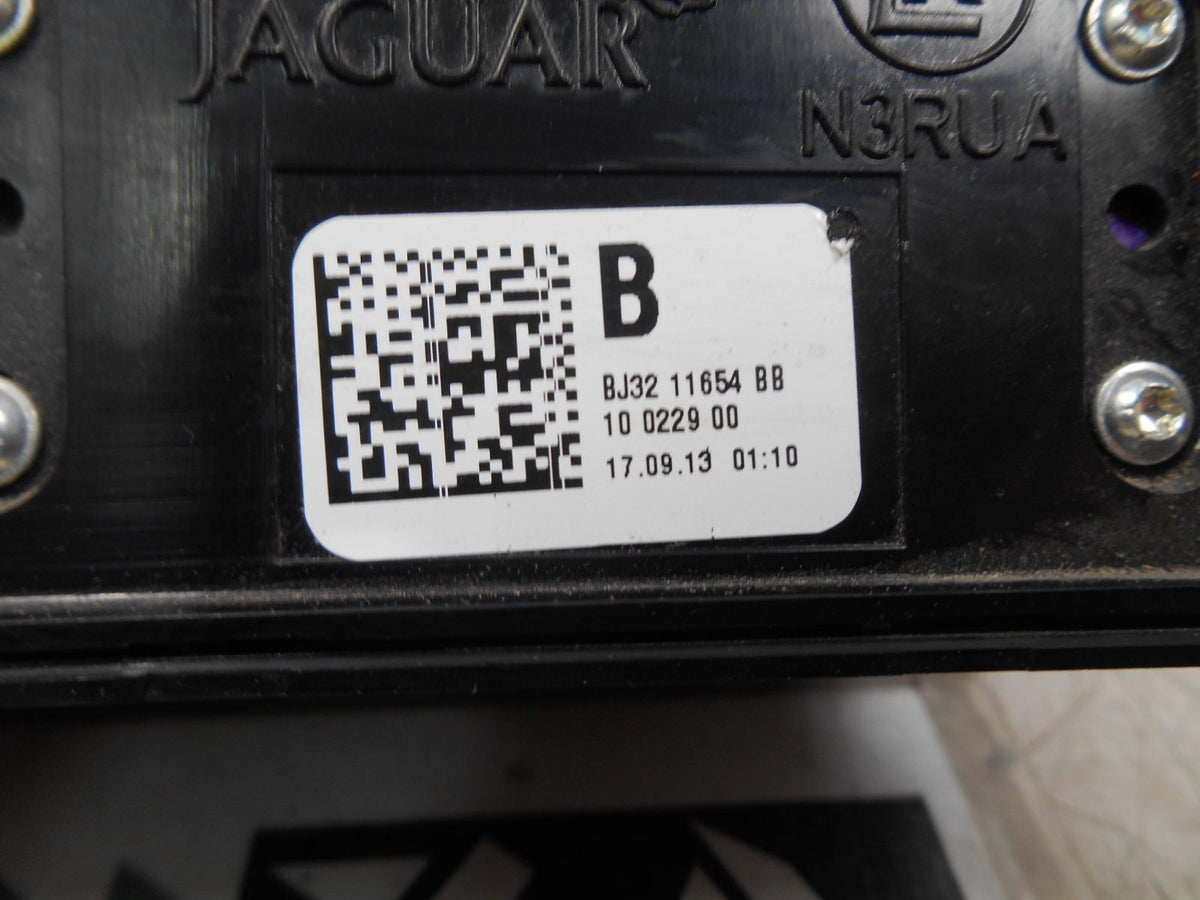 JAGUAR
N3RUA
B
BJ32 11654 BB
10 0229 00
17.09.13 01:10